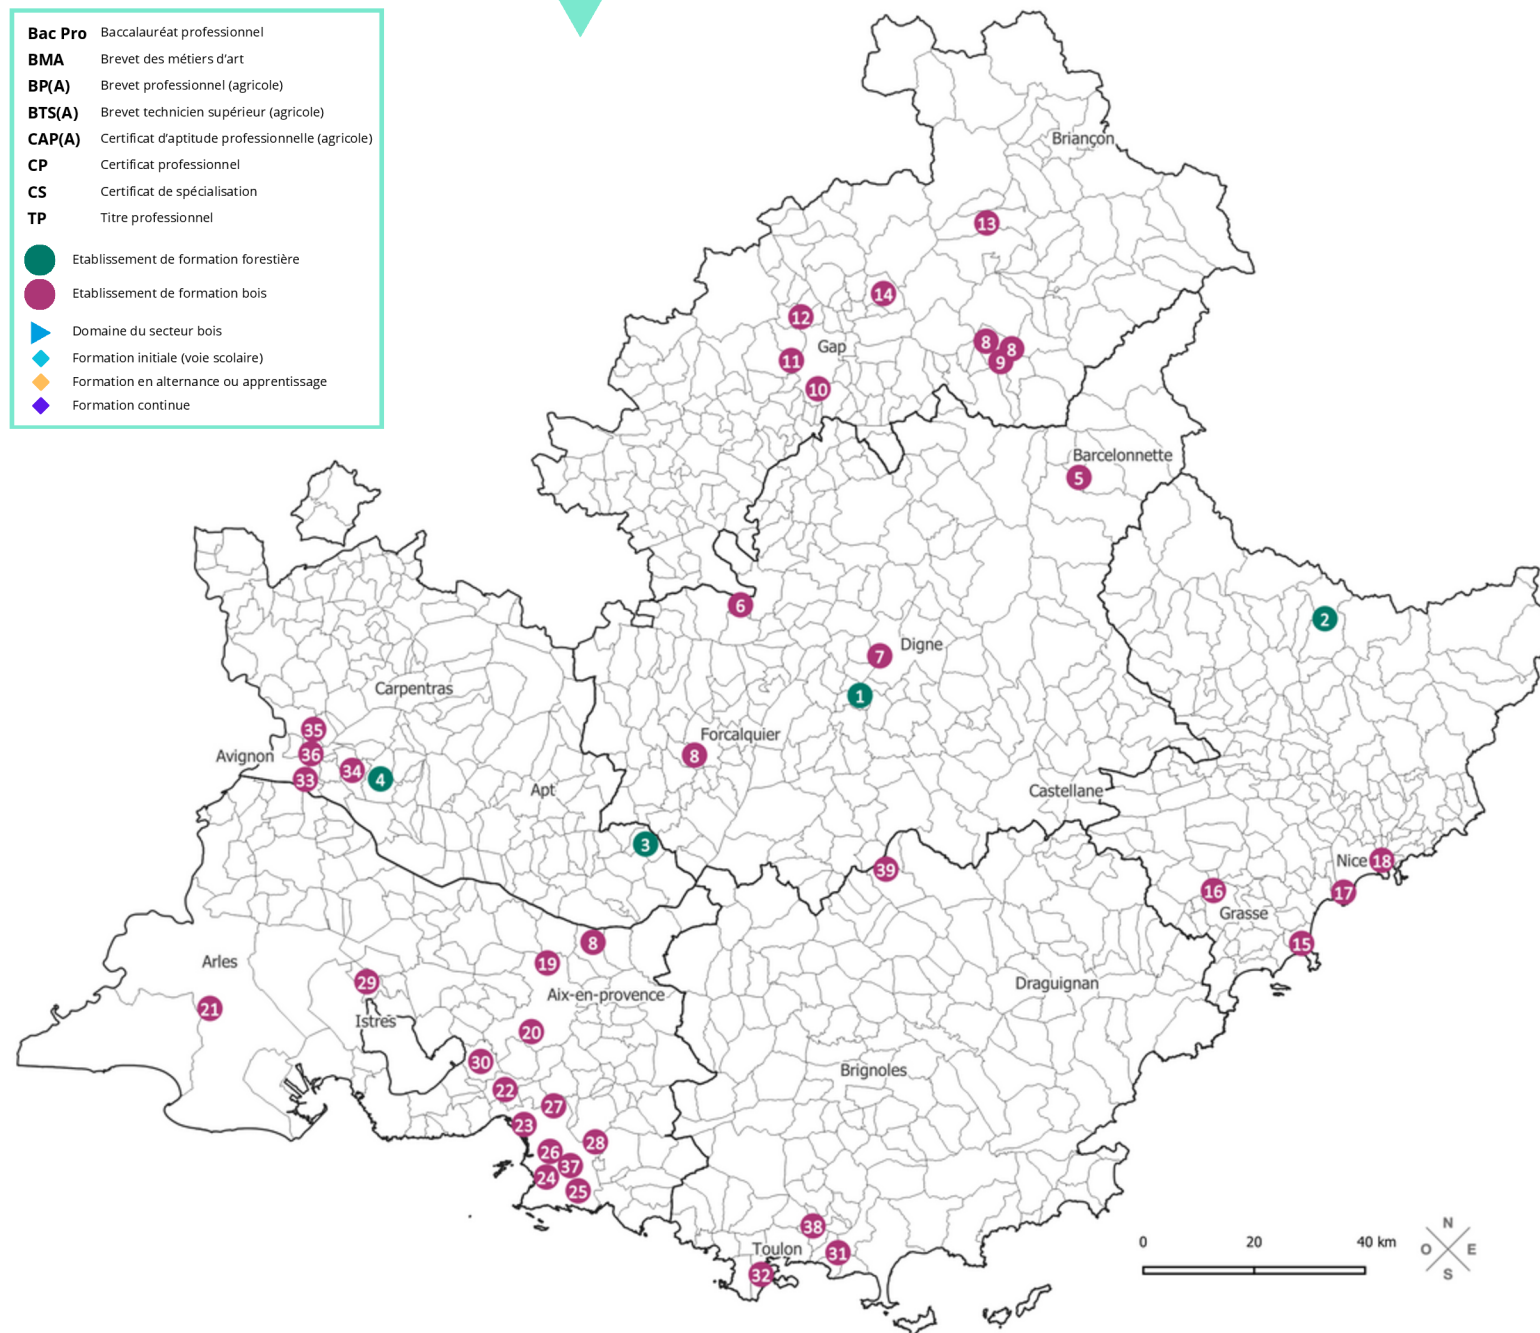 Bac Pro Baccalauréat professionnel
BMA Brevet des métiers d'art
BP(A) Brevet professionnel (agricole)
BTS(A) Brevet technicien supérieur (agricole)
CAP(A) Certificat d'aptitude professionnelle (agricole)
CP Certificat professionnel
CS Certificat de spécialisation
TP Titre professionnel
Etablissement de formation forestière
Etablissement de formation bois
Domaine du secteur bois
Formation initiale (voie scolaire)
Formation en alternance ou apprentissage
Formation continue
Briançon
13
14
12
Gap
8
8
9
11
10
Barcelonnette
5
6
2
7
Digne
1
Carpentras
35
36
Avignon
33
34
4
Forcalquier
8
Apt
Castellane
3
39
Nice
18
17
16
Grasse
15
8
19
Arles
29
Aix-en-provence
Draguignan
21
Istres
20
30
Brignoles
22
27
23
28
26
37
24
25
38
Toulon
31
32
0 20 40 km
N
O E
S